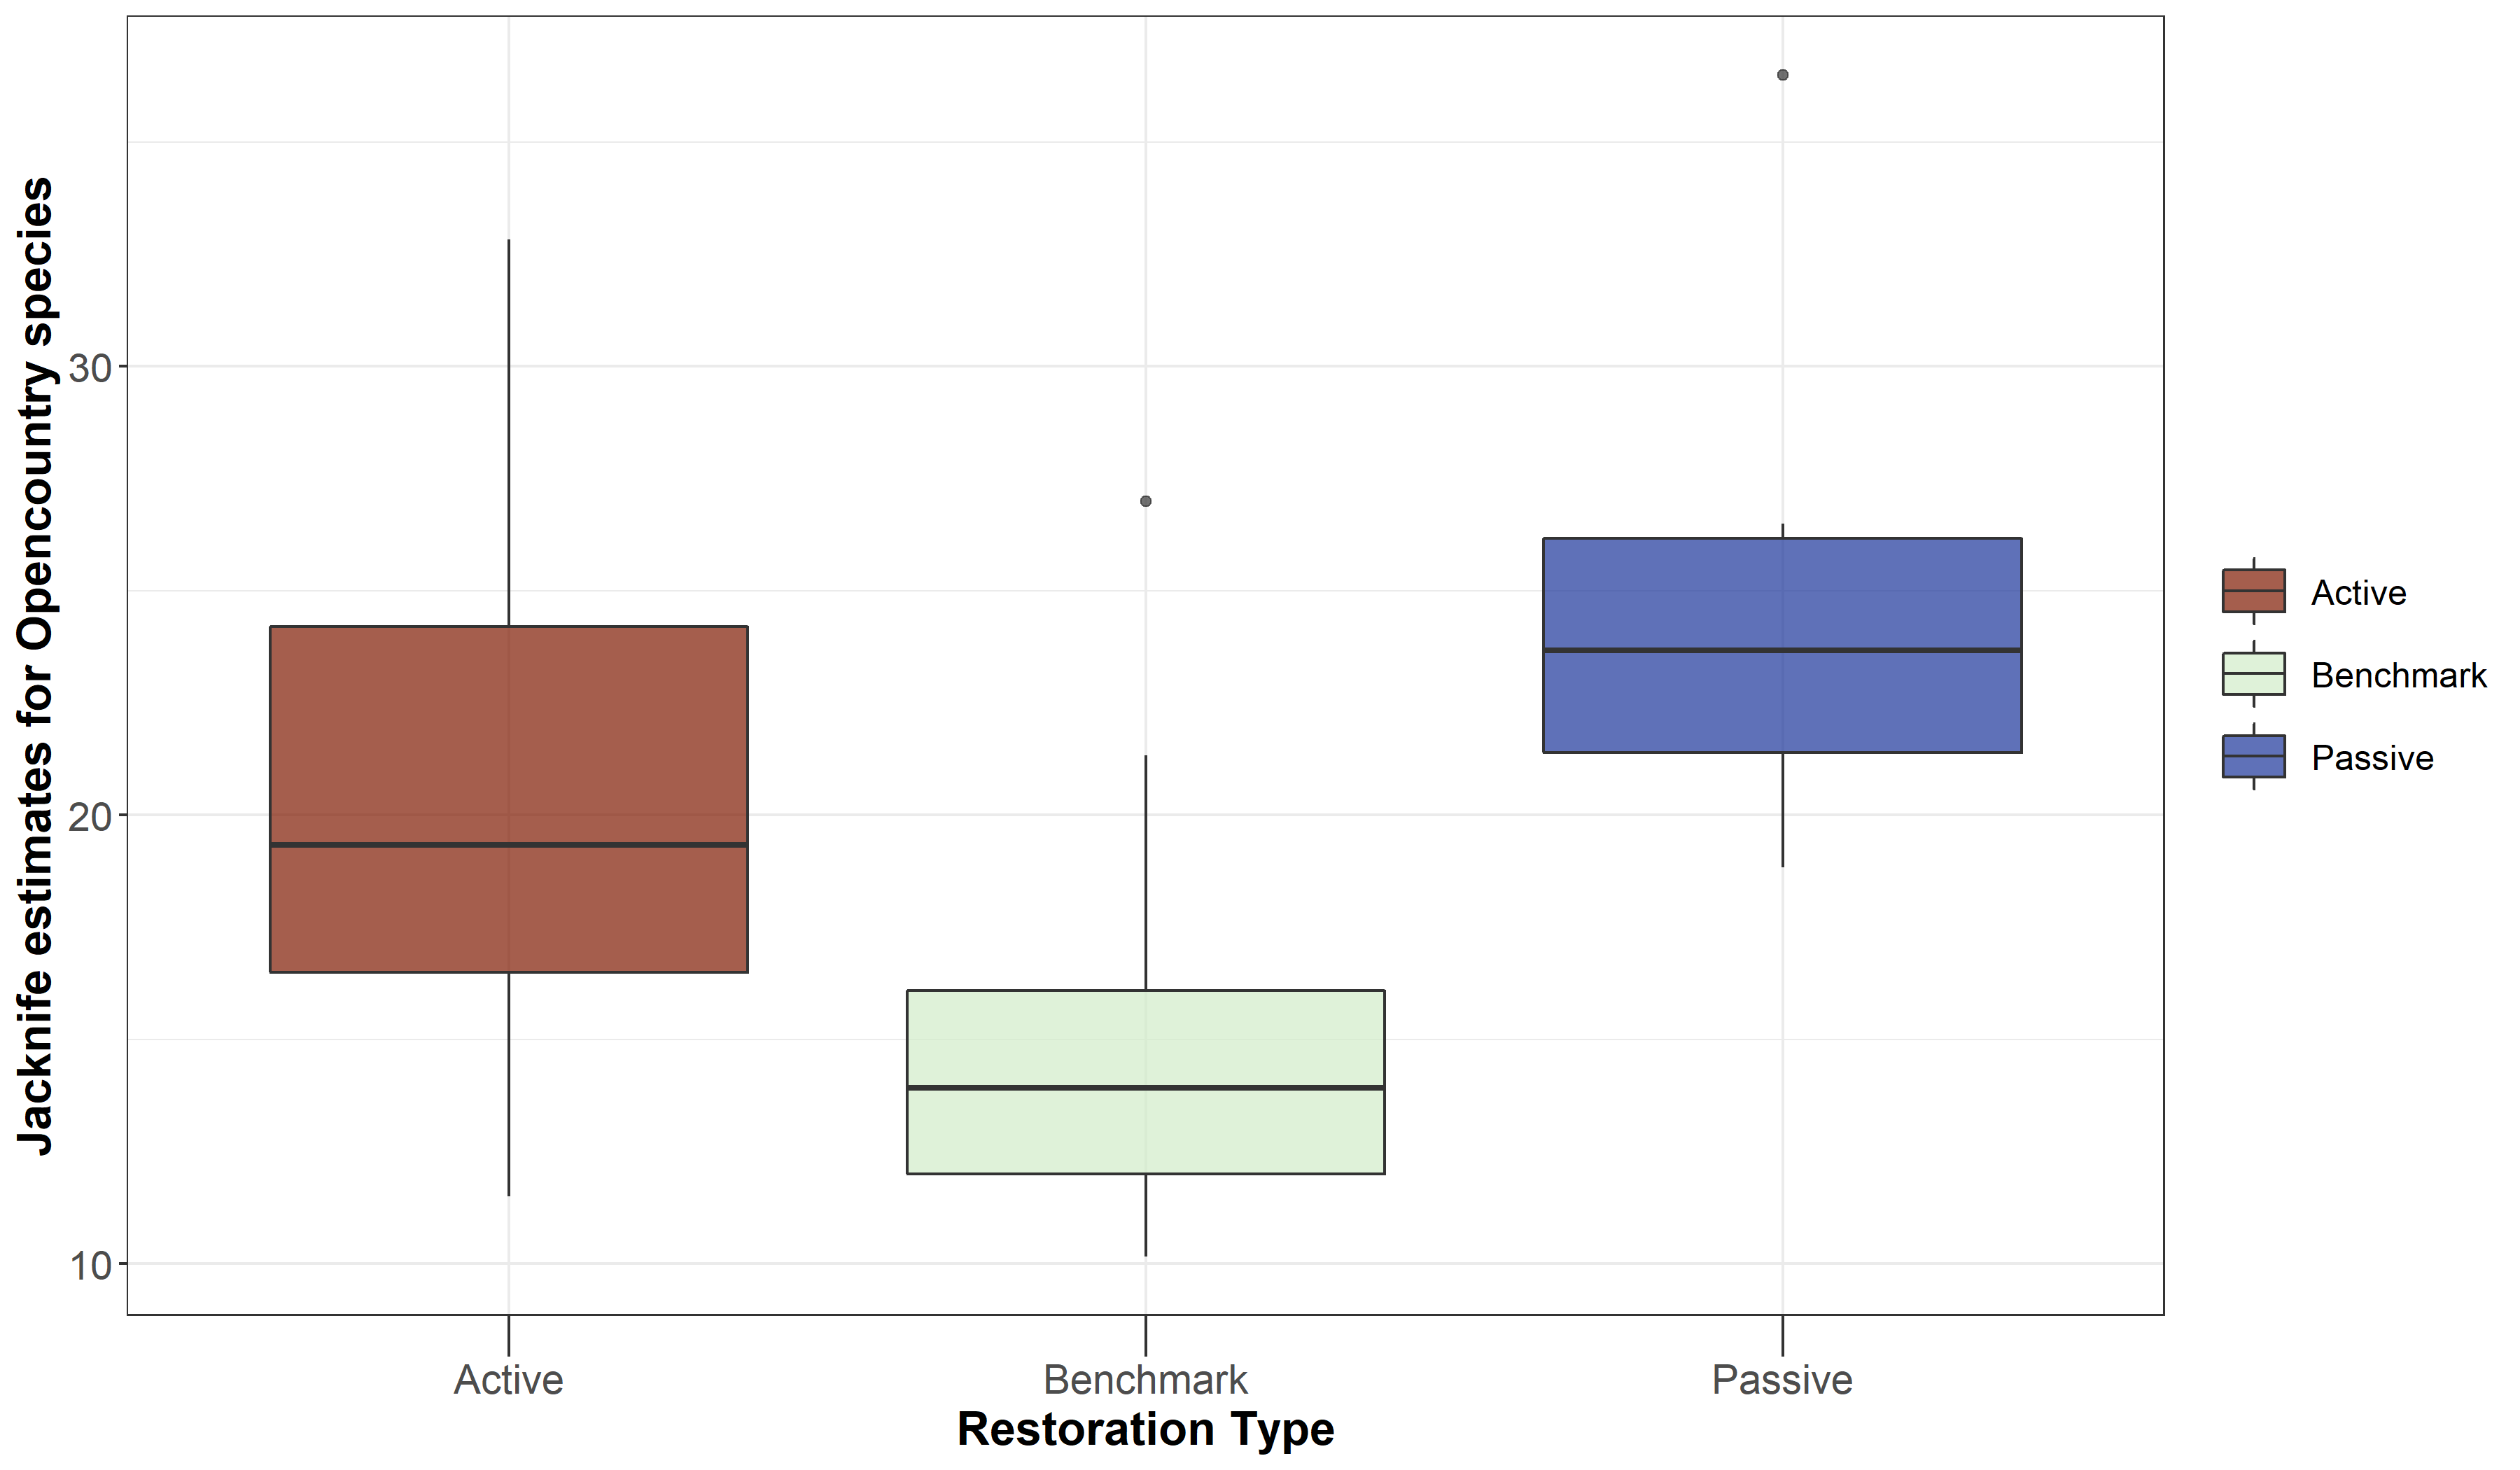 Jacknife estimates for Opencountry species
30
20
10
Active
Benchmark
Passive
Restoration Type
Active
Benchmark
Passive